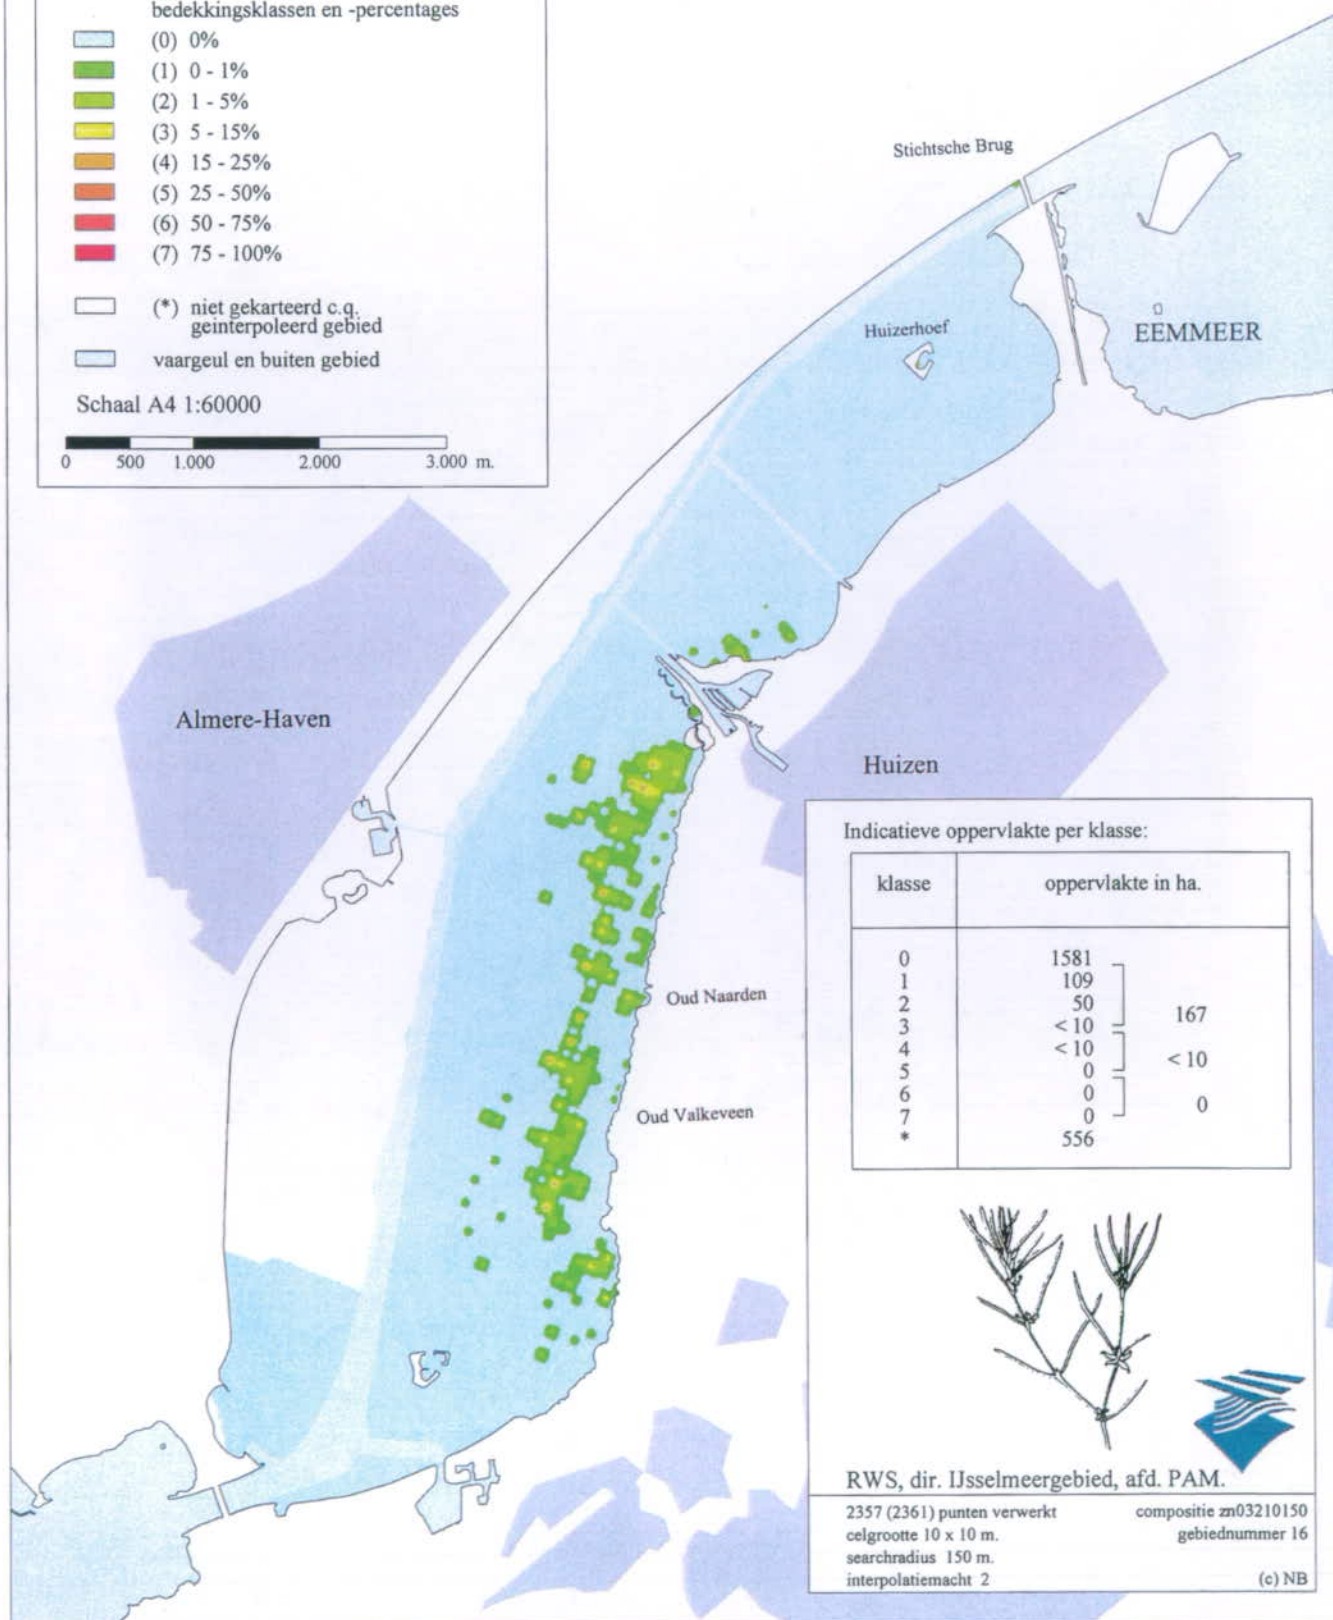 bedekkingsklassen en -percentages
(0) 0%
(1) 0 - 1%
(2) 1 - 5%
(3) 5 - 15%
(4) 15 - 25%
(5) 25 - 50%
(6) 50 - 75%
(7) 75 - 100%
(*) niet gekarteerd c.q.
geinterpoleerd gebied
vaargeul en buiten gebied
Schaal A4 1:60000
0 500 1.000 2.000 3.000 m.
Stichtsche Brug
Huizerhoef
EEMMEER
Almere-Haven
Huizen
Oud Naarden
Oud Valkeveen
Indicatieve oppervlakte per klasse:
klasse oppervlakte in ha.
0 1581
1 109
2 50 167
3 < 10
4 < 10 < 10
5 0
6 0 0
7 0
* 556
RWS, dir. IJsselmeergebied, afd. PAM.
2357 (2361) punten verwerkt compositie zn03210150
celgrootte 10 x 10 m. gebiednummer 16
searchradius 150 m.
interpolatiemacht 2 (c) NB